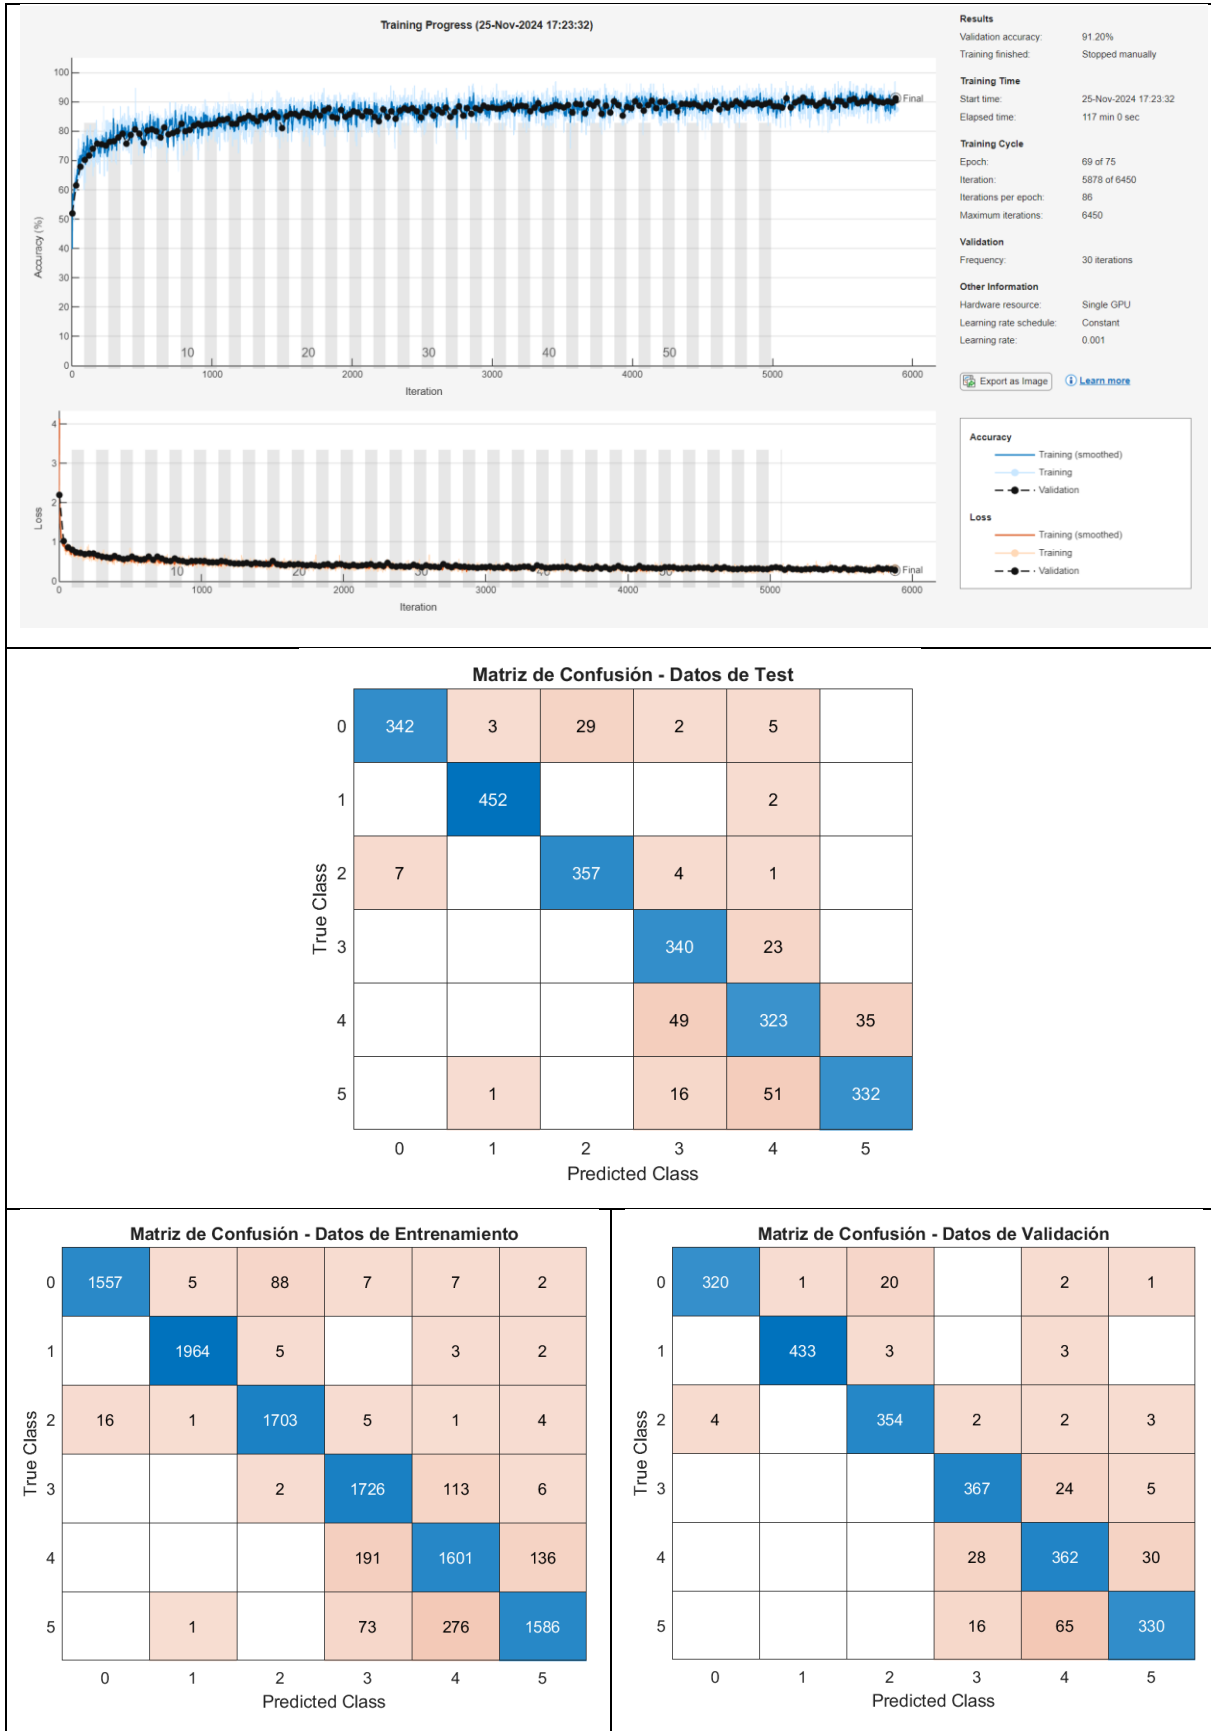 Training Progress (25-Nov-2024 17:23:32)
100
90
80
70
60
50
40
30
20
10
0
Accuracy (%)
Final
10 20 30 40 50
0 1000 2000 3000 4000 5000 6000
Iteration
4
3
2
1
0
Loss
Final
10 20 30 40 50
0 1000 2000 3000 4000 5000 6000
Iteration
Results
Validation accuracy: 91.20%
Training finished: Stopped manually
Training Time
Start time: 25-Nov-2024 17:23:32
Elapsed time: 117 min 0 sec
Training Cycle
Epoch: 69 of 75
Iteration: 5878 of 6450
Iterations per epoch: 86
Maximum iterations: 6450
Validation
Frequency: 30 iterations
Other Information
Hardware resource: Single GPU
Learning rate schedule: Constant
Learning rate: 0.001
Export as Image Learn more
Accuracy
Training (smoothed)
Training
Validation
Loss
Training (smoothed)
Training
Validation
Matriz de Confusión - Datos de Test
True Class
0 342 3 29 2 5
1 452 2
2 7 357 4 1
3 340 23
4 49 323 35
5 1 16 51 332
0 1 2 3 4 5
Predicted Class
Matriz de Confusión - Datos de Entrenamiento
True Class
0 1557 5 88 7 7 2
1 1964 5 3 2
2 16 1 1703 5 1 4
3 2 1726 113 6
4 191 1601 136
5 1 73 276 1586
0 1 2 3 4 5
Predicted Class
Matriz de Confusión - Datos de Validación
True Class
0 320 1 20 2 1
1 433 3 3
2 4 354 2 2 3
3 367 24 5
4 28 362 30
5 16 65 330
0 1 2 3 4 5
Predicted Class